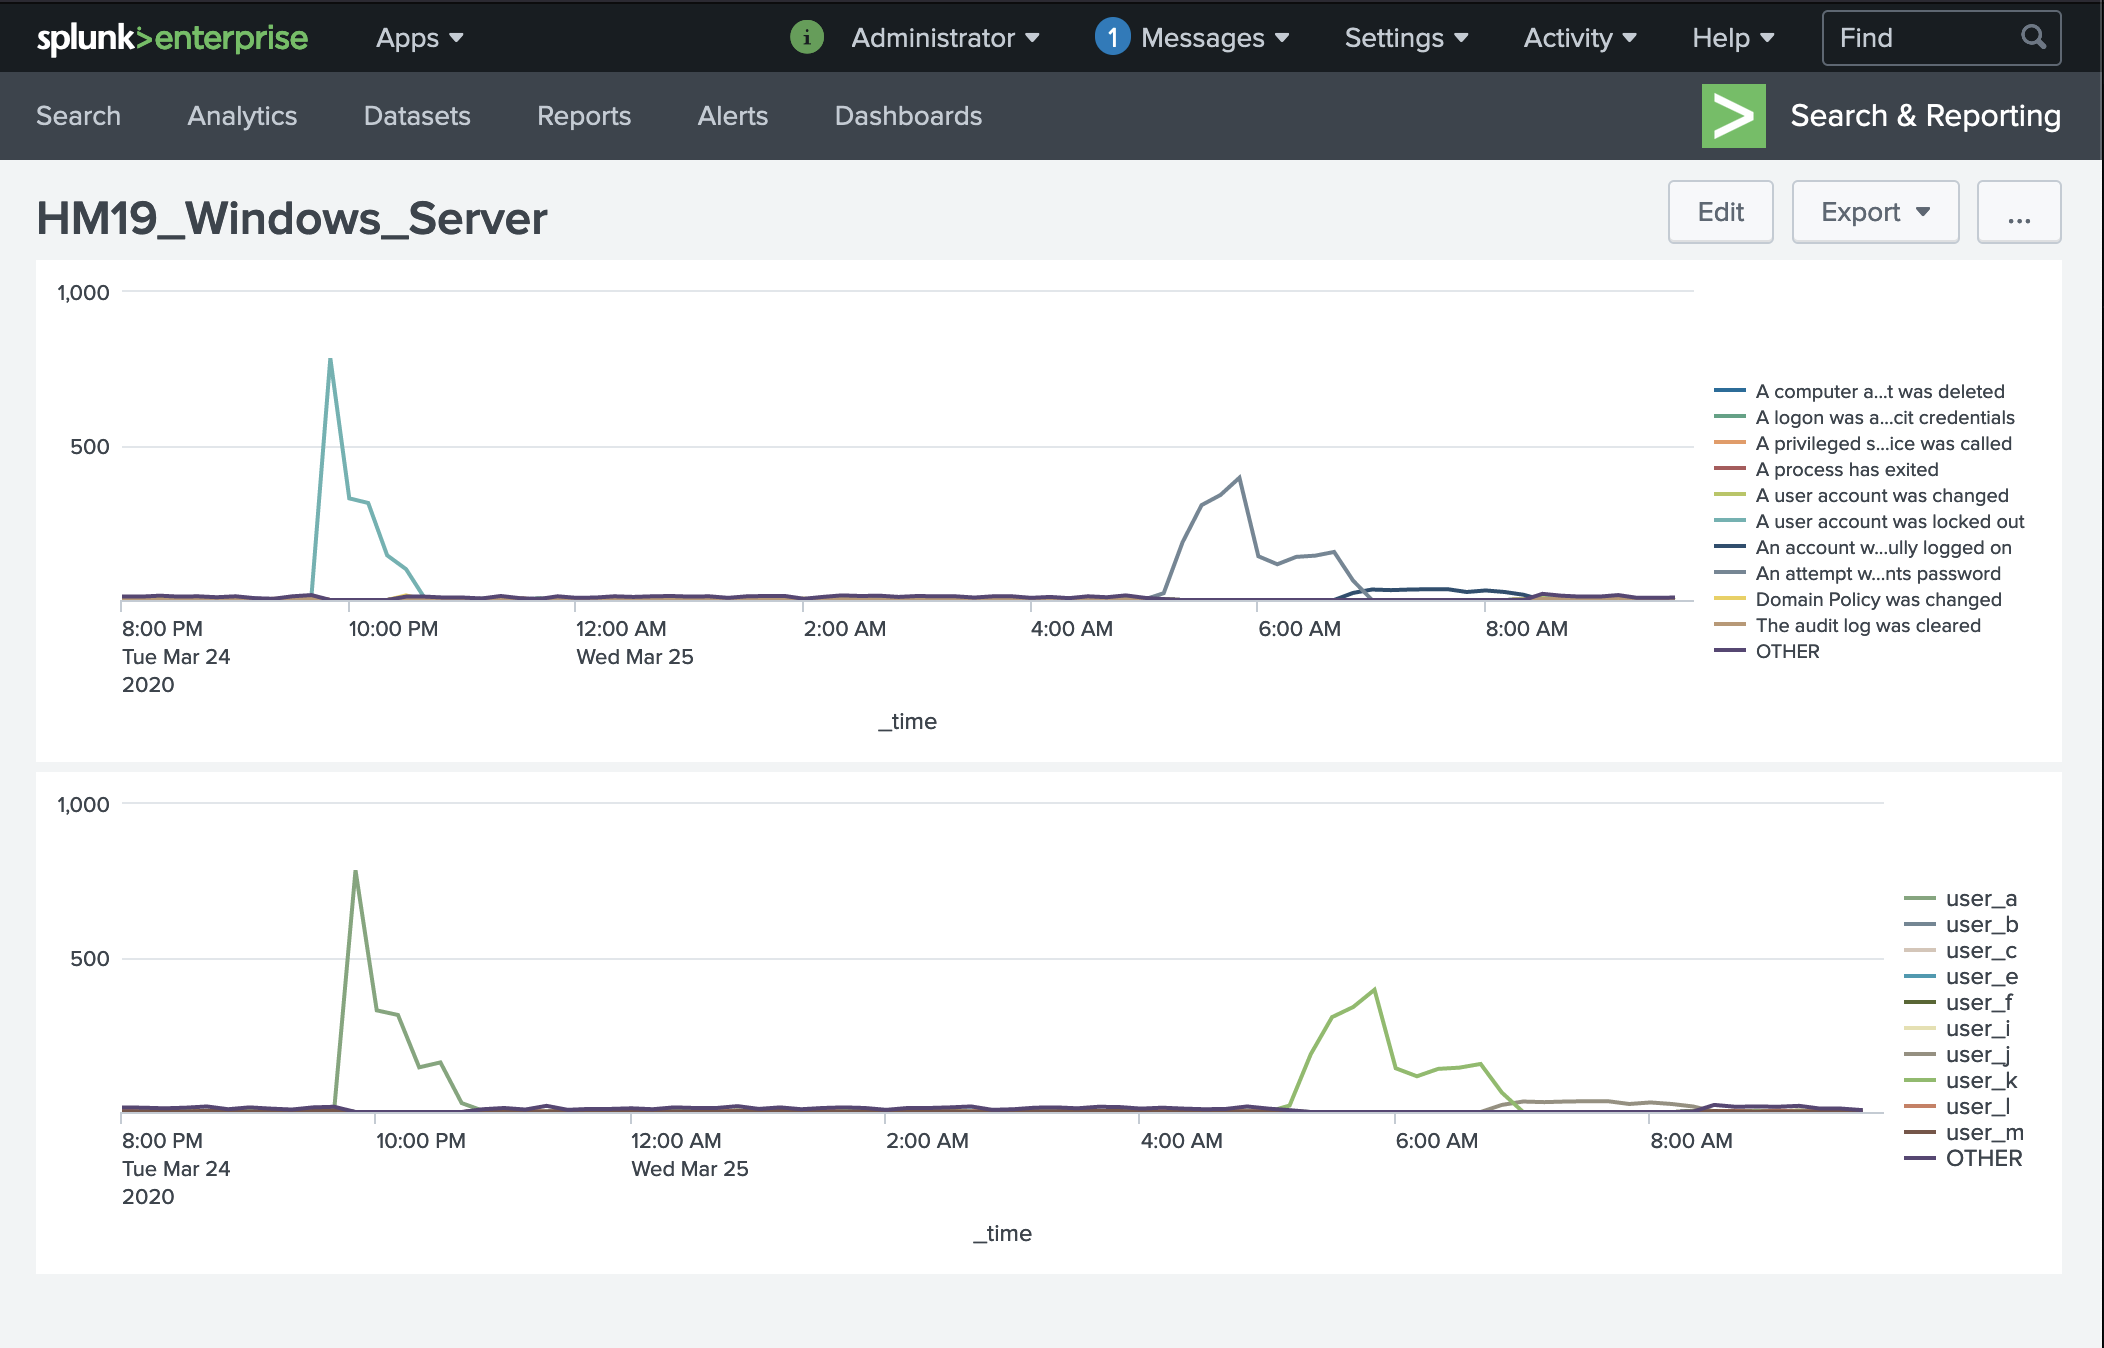 splunk>enterprise Apps i Administrator 1 Messages Settings Activity Help Find
Search Analytics Datasets Reports Alerts Dashboards > Search & Reporting
HM19_Windows_Server Edit Export ...
1,000
500
8:00 PM 10:00 PM 12:00 AM 2:00 AM 4:00 AM 6:00 AM 8:00 AM
Tue Mar 24 Wed Mar 25
2020
_time
A computer a...t was deleted
A logon was a...cit credentials
A privileged s...ice was called
A process has exited
A user account was changed
A user account was locked out
An account w...ully logged on
An attempt w...nts password
Domain Policy was changed
The audit log was cleared
OTHER
1,000
500
8:00 PM 10:00 PM 12:00 AM 2:00 AM 4:00 AM 6:00 AM 8:00 AM
Tue Mar 24 Wed Mar 25
2020
_time
user_a
user_b
user_c
user_e
user_f
user_i
user_j
user_k
user_l
user_m
OTHER